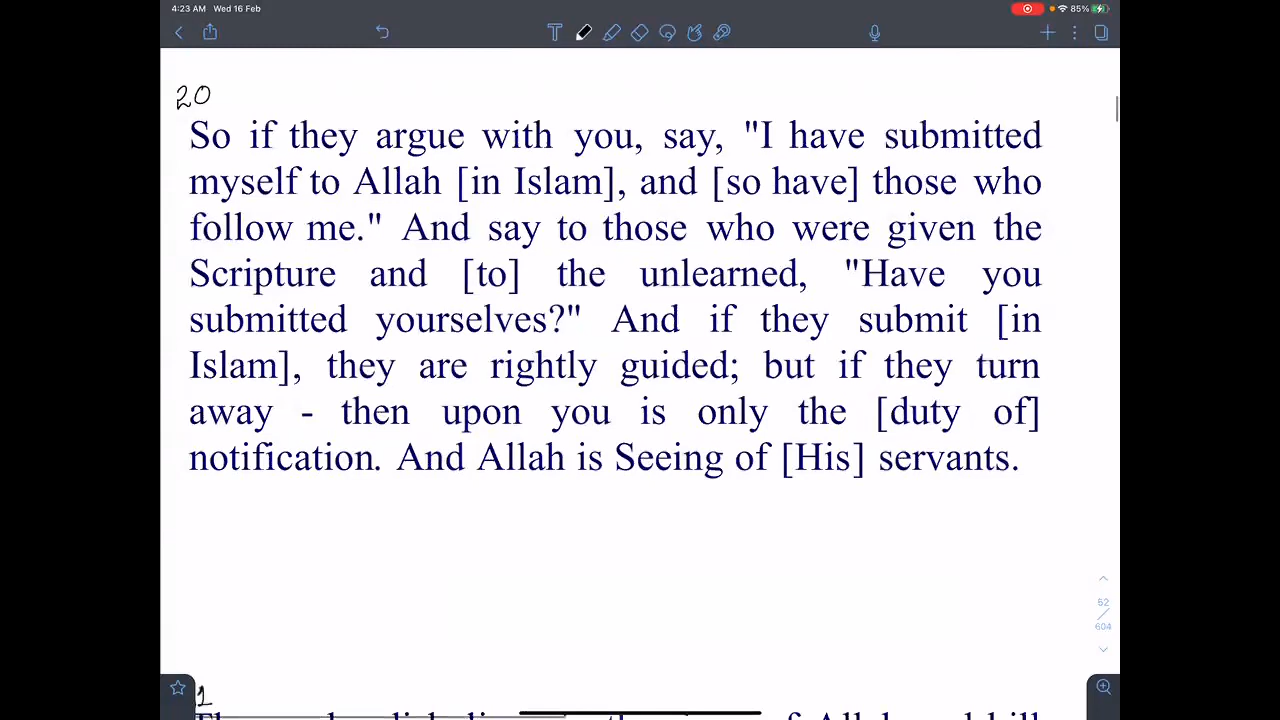 4:23 AM Wed 16 Feb
85%
20
So if they argue with you, say, "I have submitted
myself to Allah [in Islam], and [so have] those who
follow me." And say to those who were given the
Scripture and [to] the unlearned, "Have you
submitted yourselves?" And if they submit [in
Islam], they are rightly guided; but if they turn
away - then upon you is only the [duty of]
notification. And Allah is Seeing of [His] servants.
52
604
1